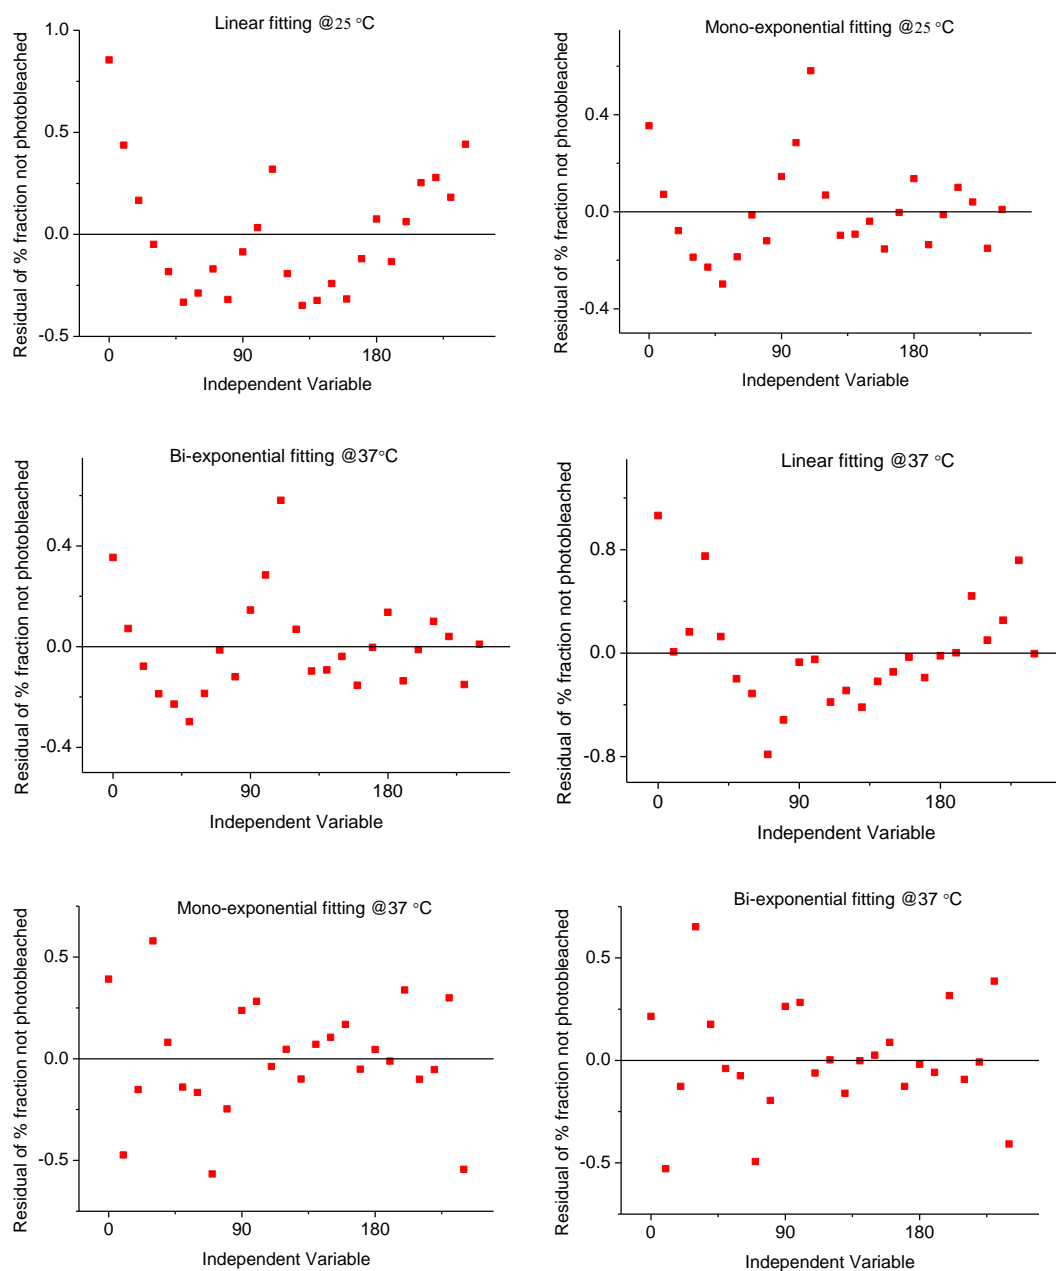 Linear fitting @25 °C
Residual of % fraction not photobleached
1.0
0.5
0.0
-0.5
0
90
180
Independent Variable
Mono-exponential fitting @25 °C
Residual of % fraction not photobleached
0.4
0.0
-0.4
0
90
180
Independent Variable
Bi-exponential fitting @37°C
Residual of % fraction not photobleached
0.4
0.0
-0.4
0
90
180
Independent Variable
Linear fitting @37 °C
Residual of % fraction not photobleached
0.8
0.0
-0.8
0
90
180
Independent Variable
Mono-exponential fitting @37 °C
Residual of % fraction not photobleached
0.5
0.0
-0.5
0
90
180
Independent Variable
Bi-exponential fitting @37 °C
Residual of % fraction not photobleached
0.5
0.0
-0.5
0
90
180
Independent Variable